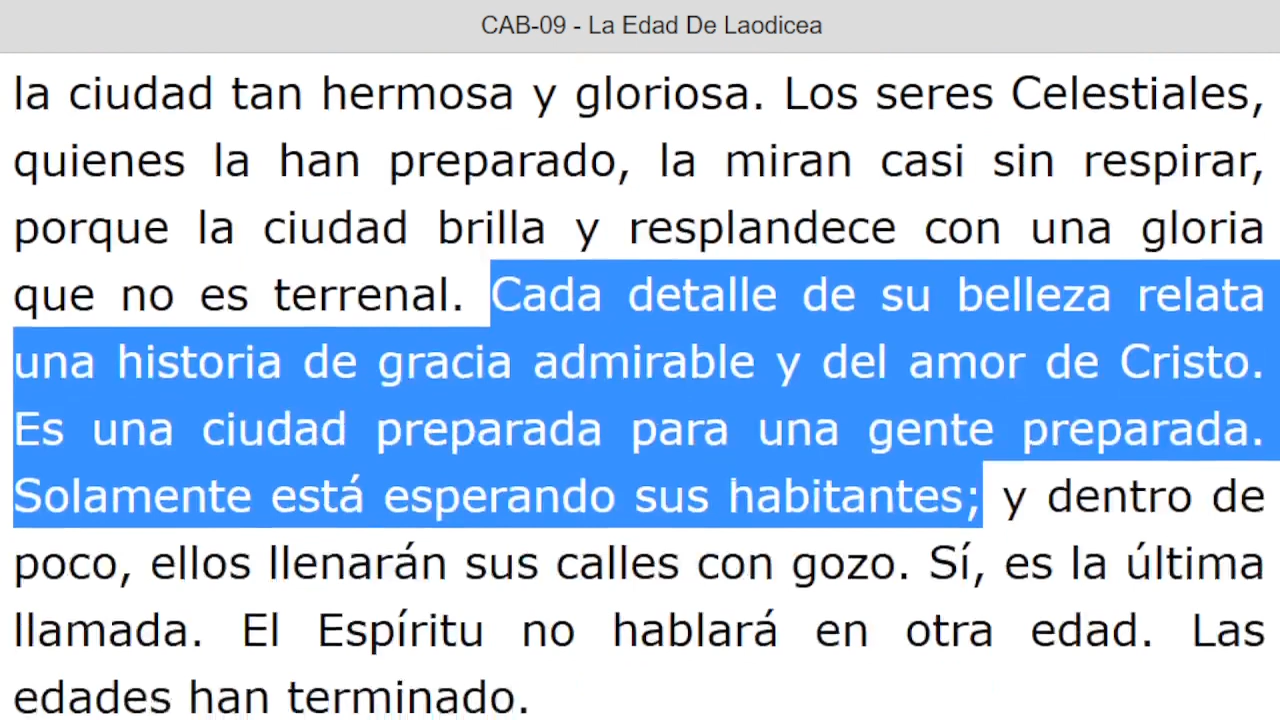 CAB-09 - La Edad De Laodicea
la ciudad tan hermosa y gloriosa. Los seres Celestiales,
quienes la han preparado, la miran casi sin respirar,
porque la ciudad brilla y resplandece con una gloria
que no es terrenal. Cada detalle de su belleza relata
una historia de gracia admirable y del amor de Cristo.
Es una ciudad preparada para una gente preparada.
Solamente está esperando sus habitantes; y dentro de
poco, ellos llenarán sus calles con gozo. Sí, es la última
llamada. El Espíritu no hablará en otra edad. Las
edades han terminado.